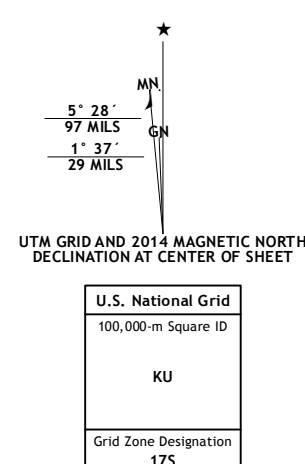 ★
MN.
5° 28´
97 MILS
GN
1° 37´
29 MILS
UTM GRID AND 2014 MAGNETIC NORTH
DECLINATION AT CENTER OF SHEET
U.S. National Grid
100,000-m Square ID
KU
Grid Zone Designation
17S